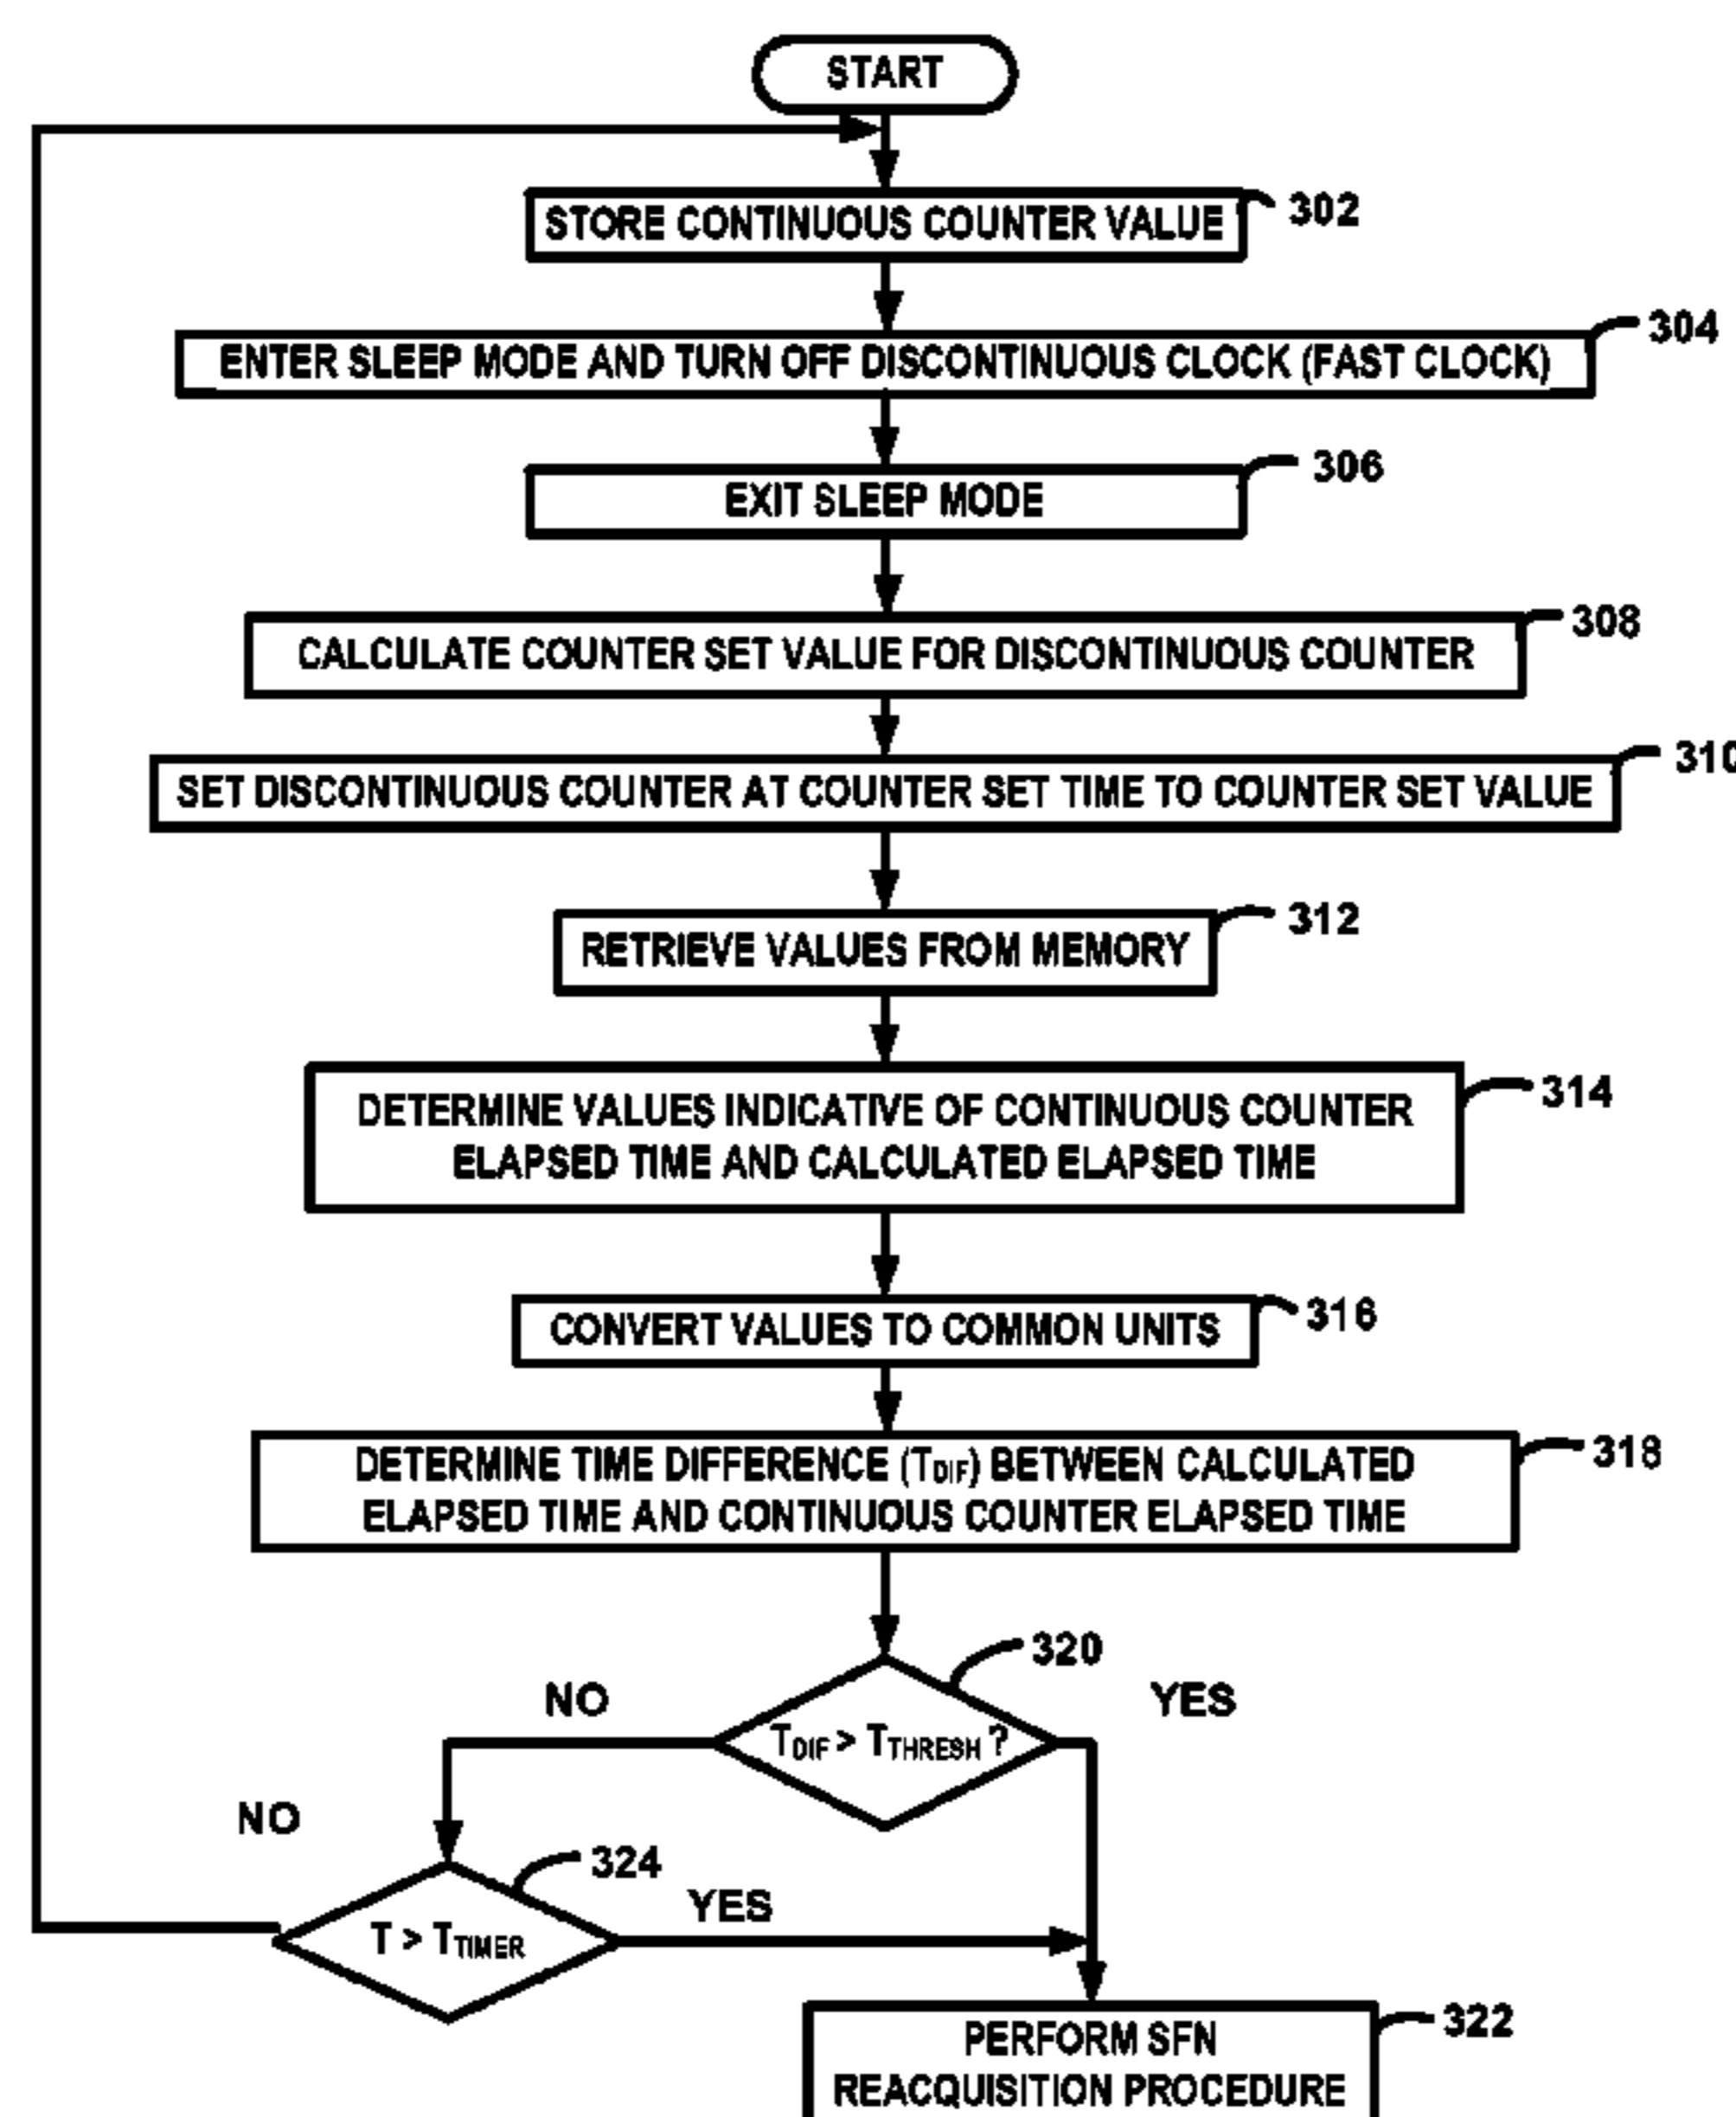 START
STORE CONTINUOUS COUNTER VALUE
302
ENTER SLEEP MODE AND TURN OFF DISCONTINUOUS CLOCK (FAST CLOCK)
304
EXIT SLEEP MODE
306
CALCULATE COUNTER SET VALUE FOR DISCONTINUOUS COUNTER
308
SET DISCONTINUOUS COUNTER AT COUNTER SET TIME TO COUNTER SET VALUE
310
RETRIEVE VALUES FROM MEMORY
312
DETERMINE VALUES INDICATIVE OF CONTINUOUS COUNTER
ELAPSED TIME AND CALCULATED ELAPSED TIME
314
CONVERT VALUES TO COMMON UNITS
316
DETERMINE TIME DIFFERENCE (TDIF) BETWEEN CALCULATED
ELAPSED TIME AND CONTINUOUS COUNTER ELAPSED TIME
318
320
NO
YES
TDIF > TTHRESH ?
NO
324
YES
T > TTIMER
PERFORM SFN
REACQUISITION PROCEDURE
322